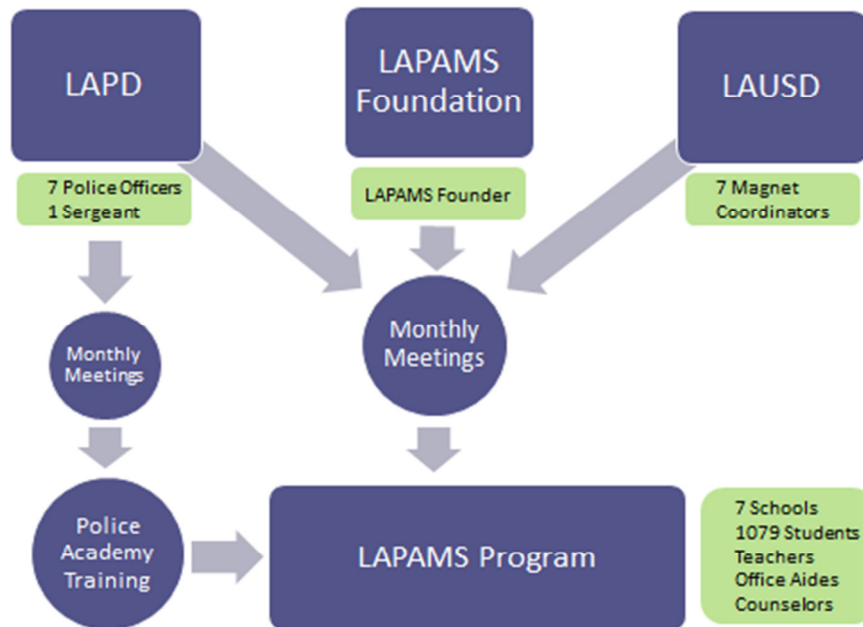 LAPD
LAPAMS
Foundation
LAUSD
7 Police Officers
1 Sergeant
LAPAMS Founder
7 Magnet
Coordinators
Monthly
Meetings
Monthly
Meetings
Police
Academy
Training
LAPAMS Program
7 Schools
1079 Students
Teachers
Office Aides
Counselors